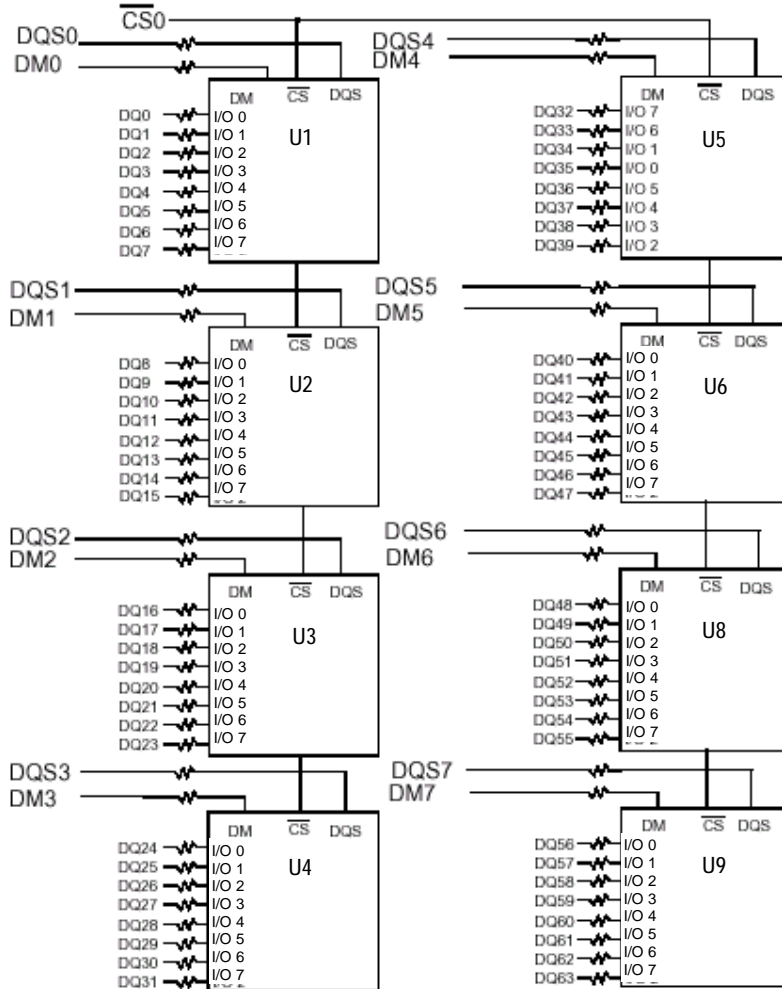 CS0
DQS0
DM0
DM CS DQS
U1
DQ0 I/O 0
DQ1 I/O 1
DQ2 I/O 2
DQ3 I/O 3
DQ4 I/O 4
DQ5 I/O 5
DQ6 I/O 6
DQ7 I/O 7
DQS1
DM1
DM CS DQS
U2
DQ8 I/O 0
DQ9 I/O 1
DQ10 I/O 2
DQ11 I/O 3
DQ12 I/O 4
DQ13 I/O 5
DQ14 I/O 6
DQ15 I/O 7
DQS2
DM2
DM CS DQS
U3
DQ16 I/O 0
DQ17 I/O 1
DQ18 I/O 2
DQ19 I/O 3
DQ20 I/O 4
DQ21 I/O 5
DQ22 I/O 6
DQ23 I/O 7
DQS3
DM3
DM CS DQS
U4
DQ24 I/O 0
DQ25 I/O 1
DQ26 I/O 2
DQ27 I/O 3
DQ28 I/O 4
DQ29 I/O 5
DQ30 I/O 6
DQ31 I/O 7
DQS4
DM4
DM CS DQS
U5
DQ32 I/O 7
DQ33 I/O 6
DQ34 I/O 1
DQ35 I/O 0
DQ36 I/O 5
DQ37 I/O 4
DQ38 I/O 3
DQ39 I/O 2
DQS5
DM5
DM CS DQS
U6
DQ40 I/O 0
DQ41 I/O 1
DQ42 I/O 2
DQ43 I/O 3
DQ44 I/O 4
DQ45 I/O 5
DQ46 I/O 6
DQ47 I/O 7
DQS6
DM6
DM CS DQS
U8
DQ48 I/O 0
DQ49 I/O 1
DQ50 I/O 2
DQ51 I/O 3
DQ52 I/O 4
DQ53 I/O 5
DQ54 I/O 6
DQ55 I/O 7
DQS7
DM7
DM CS DQS
U9
DQ56 I/O 0
DQ57 I/O 1
DQ58 I/O 2
DQ59 I/O 3
DQ60 I/O 4
DQ61 I/O 5
DQ62 I/O 6
DQ63 I/O 7